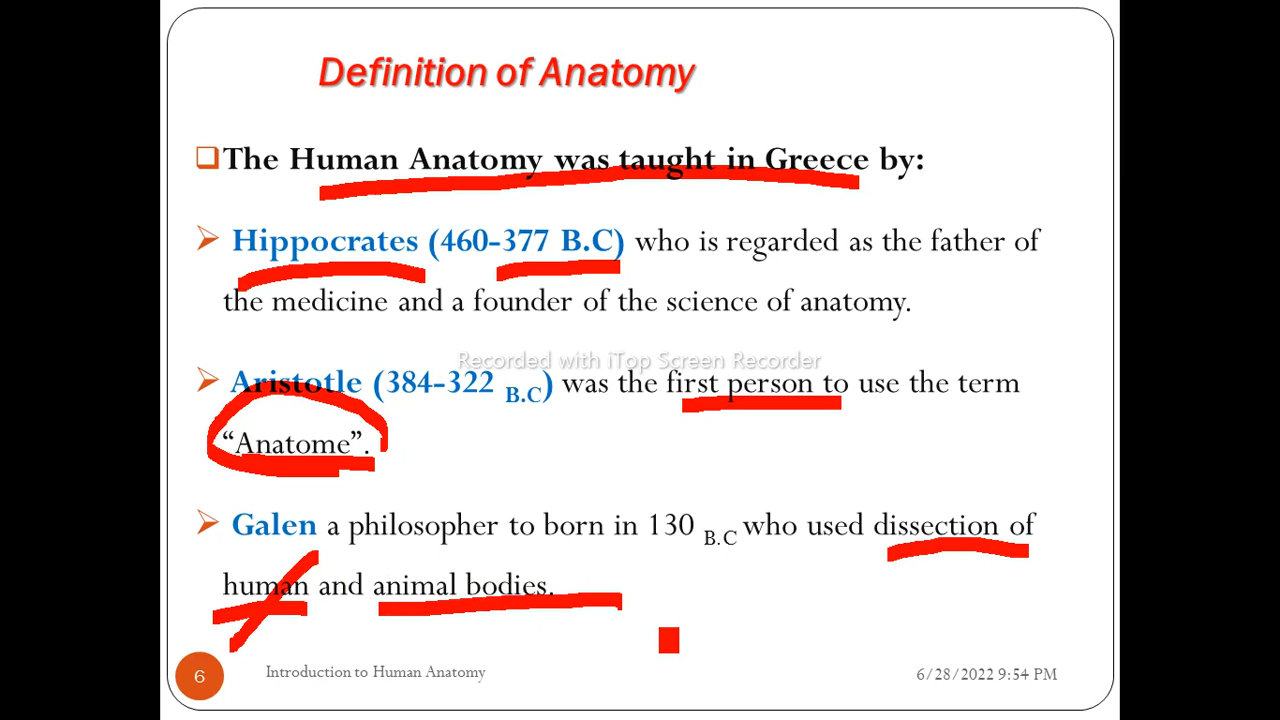 Definition of Anatomy
The Human Anatomy was taught in Greece by:
Hippocrates (460-377 B.C) who is regarded as the father of
the medicine and a founder of the science of anatomy.
Recorded with iTop Screen Recorder
Aristotle (384-322 B.C) was the first person to use the term
“Anatome”.
Galen a philosopher to born in 130 B.C who used dissection of
human and animal bodies.
6 Introduction to Human Anatomy 6/28/2022 9:54 PM